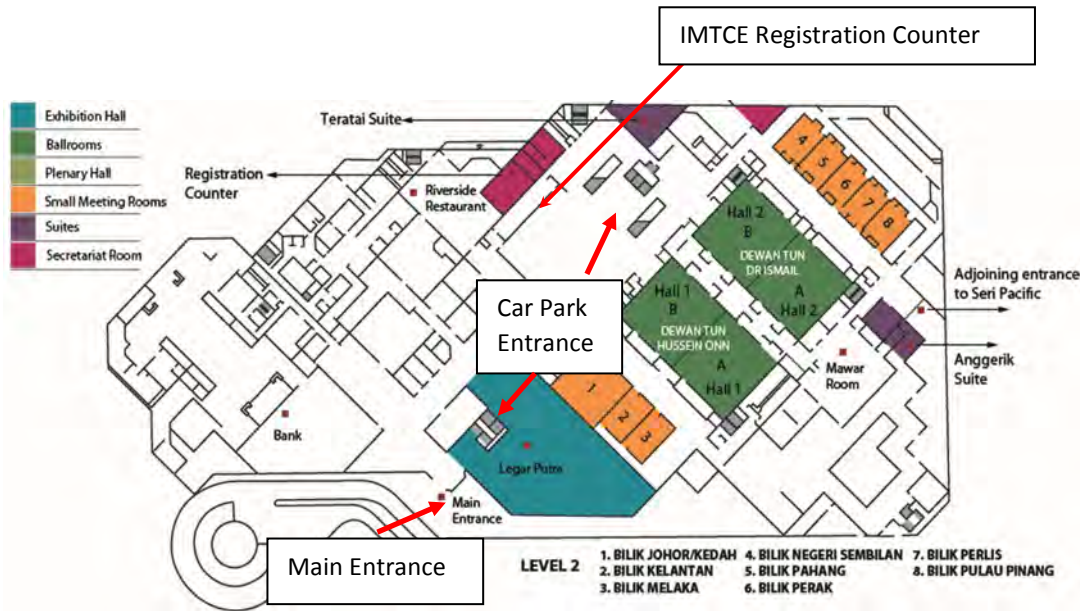 IMTCE Registration Counter
Exhibition Hall
Ballrooms
Plenary Hall
Small Meeting Rooms
Suites
Secretariat Room
Teratai Suite
Registration
Counter
Riverside
Restaurant
4
5
6
7
8
Hall 2
B
DEWAN TUN
DR ISMAIL
A
Hall 2
Hall 1
B
DEWAN TUN
HUSSEIN ONN
A
Hall 1
Adjoining entrance
to Seri Pacific
Anggerik
Suite
Mawar
Room
Car Park
Entrance
1
2
3
Bank
Legar Putra
Main
Entrance
Main Entrance
LEVEL 2
1. BILIK JOHOR/KEDAH 4. BILIK NEGERI SEMBILAN 7. BILIK PERLIS
2. BILIK KELANTAN 5. BILIK PAHANG 8. BILIK PULAU PINANG
3. BILIK MELAKA 6. BILIK PERAK